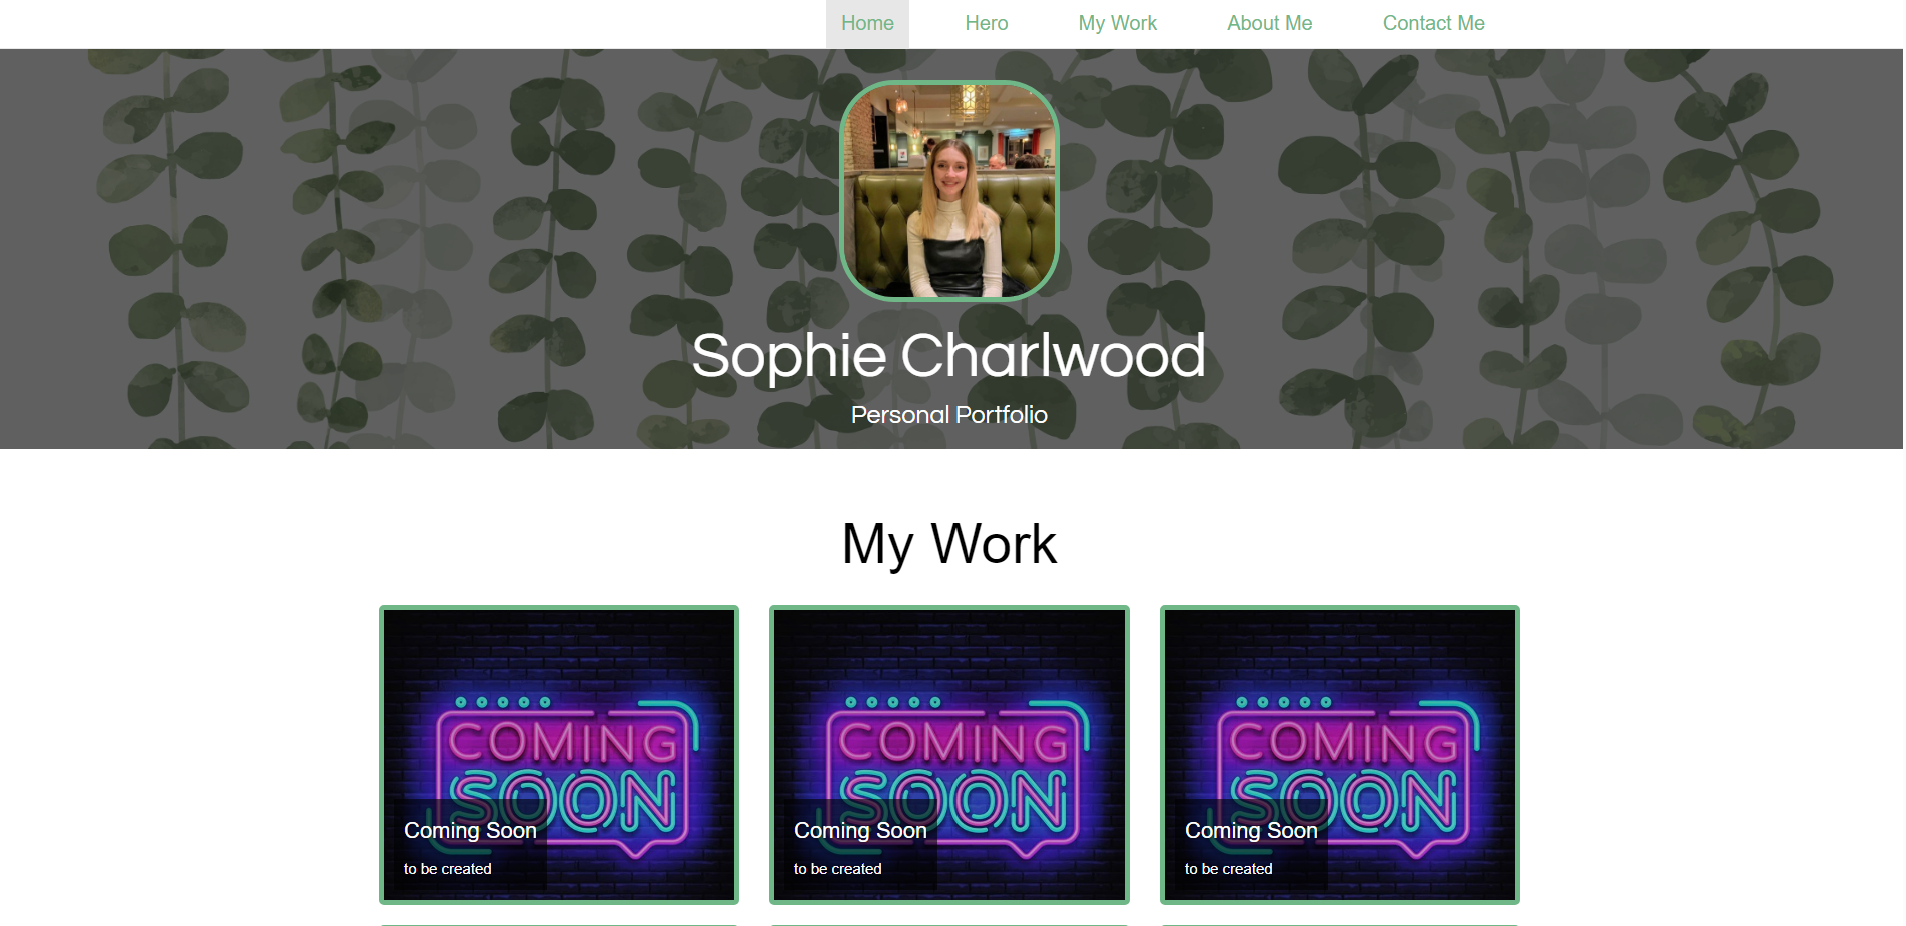 Home Hero My Work About Me Contact Me
Sophie Charlwood
Personal Portfolio
My Work
COMING
SOON
Coming Soon
to be created
COMING
SOON
Coming Soon
to be created
COMING
SOON
Coming Soon
to be created